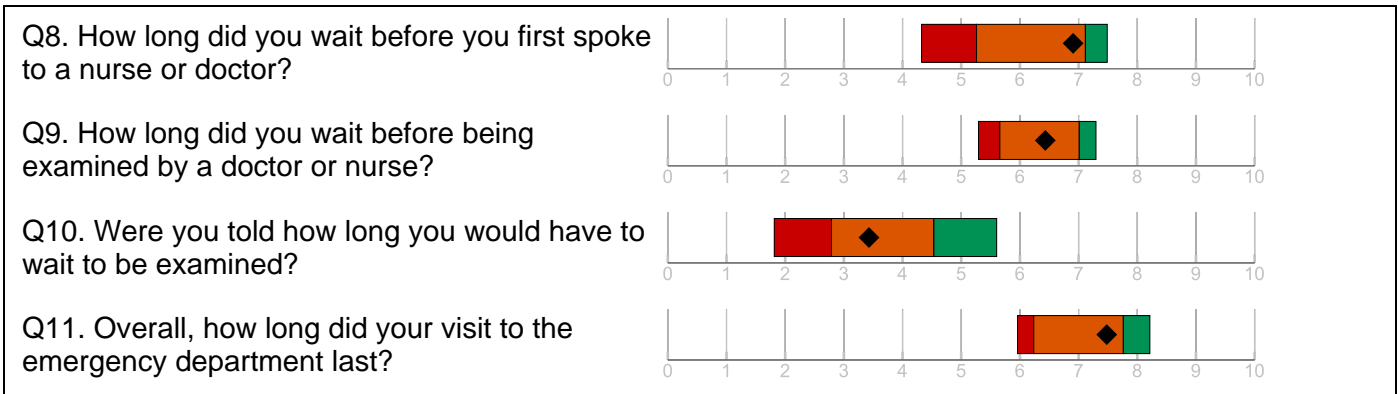 Q8. How long did you wait before you first spoke
to a nurse or doctor?
0 1 2 3 4 5 6 7 8 9 10
Q9. How long did you wait before being
examined by a doctor or nurse?
0 1 2 3 4 5 6 7 8 9 10
Q10. Were you told how long you would have to
wait to be examined?
0 1 2 3 4 5 6 7 8 9 10
Q11. Overall, how long did your visit to the
emergency department last?
0 1 2 3 4 5 6 7 8 9 10